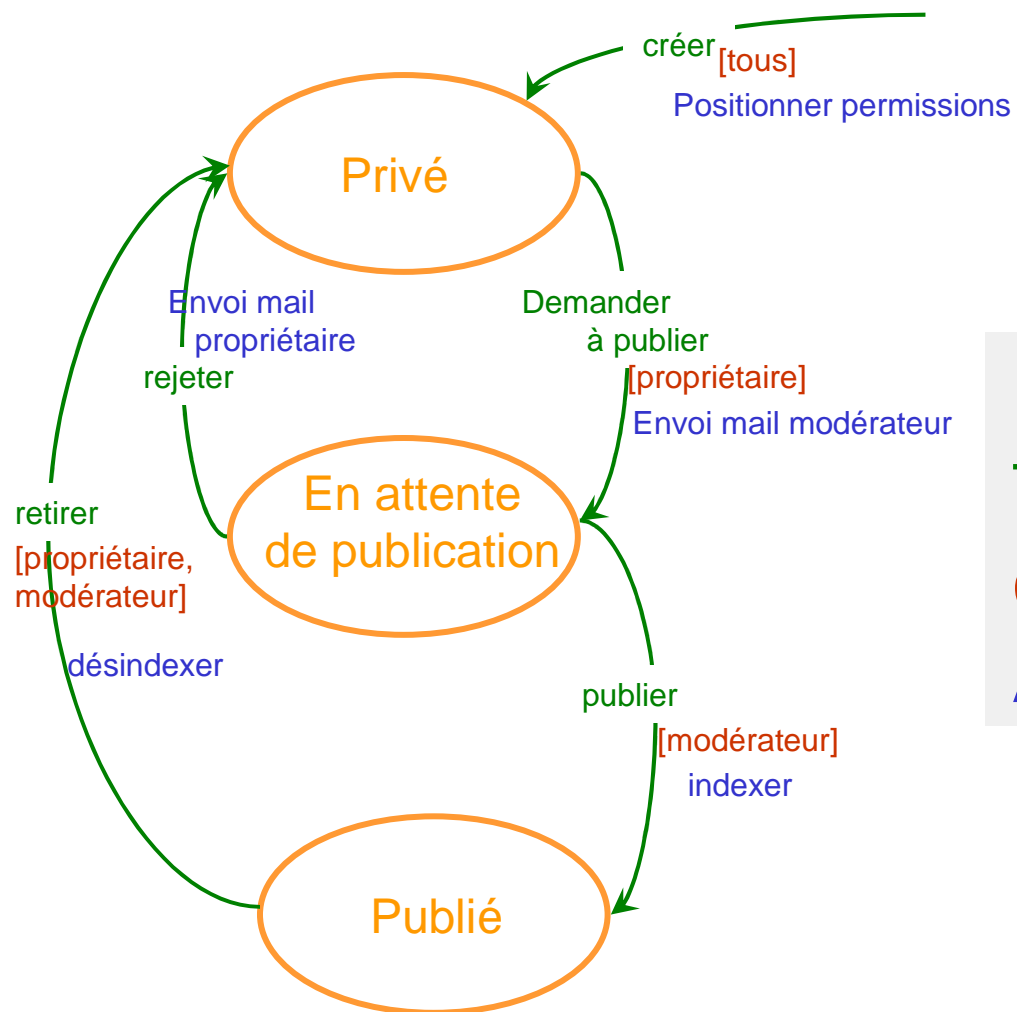 créer
[tous]
Positionner permissions
Privé
Envoi mail
propriétaire
rejeter
Demander
à publier
[propriétaire]
Envoi mail modérateur
En attente
de publication
retirer
[propriétaire,
modérateur]
désindexer
publier
[modérateur]
indexer
Publié